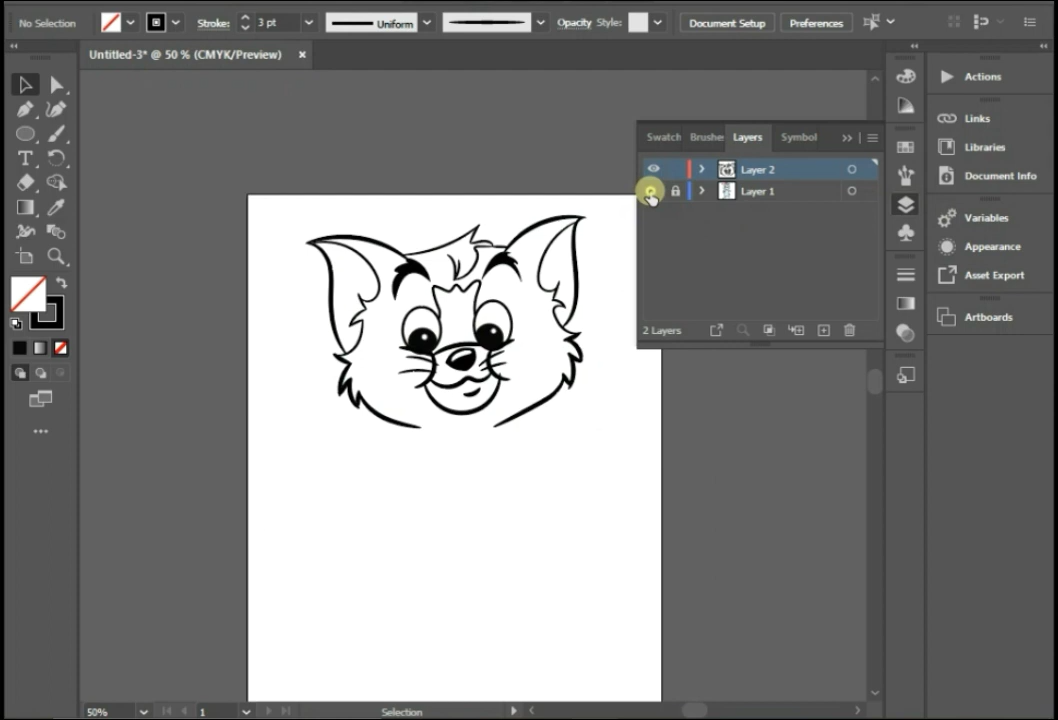 No Selection Stroke: 3 pt Uniform Opacity Style: Document Setup Preferences
Untitled-3* @ 50 % (CMYK/Preview) ×
Swatch Brushe Layers Symbol
Layer 2
Layer 1
2 Layers
Actions
Links
Libraries
Document Info
Variables
Appearance
Asset Export
Artboards
50% 1 Selection